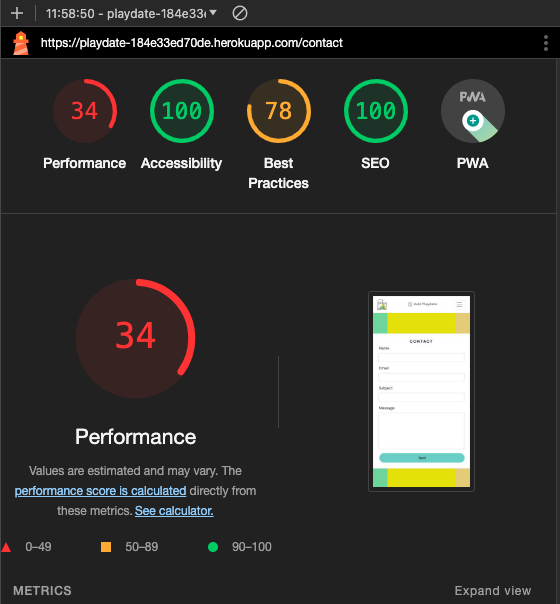 11:58:50 - playdate-184e33e
https://playdate-184e33ed70de.herokuapp.com/contact
34 100 78 100 PWA
Performance Accessibility Best Practices SEO PWA
34
Performance
Values are estimated and may vary. The
performance score is calculated directly from
these metrics. See calculator.
0–49 50–89 90–100
Add Playdate
CONTACT
Name
Email
Subject
Message
Send
METRICS Expand view